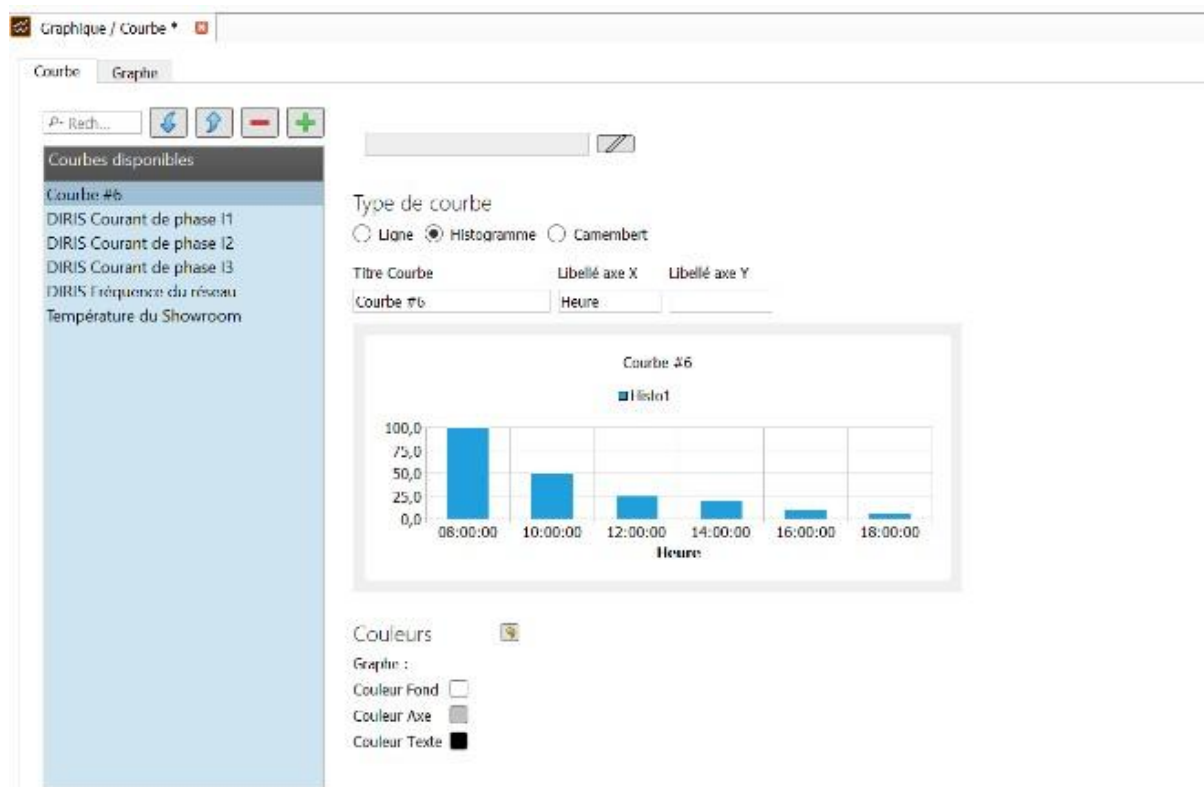 Graphique / Courbe *
Courbe Graphe
Rech...
Courbes disponibles
Courbe #6
DIRIS Courant de phase I1
DIRIS Courant de phase I2
DIRIS Courant de phase I3
DIRIS Fréquence du réseau
Température du Showroom
Type de courbe
Ligne Histogramme Camembert
Titre Courbe Libellé axe X Libellé axe Y
Courbe #6 Heure
Courbe #6
Histo1
100,0
75,0
50,0
25,0
0,0
08:00:00 10:00:00 12:00:00 14:00:00 16:00:00 18:00:00
Heure
Couleurs
Graphe :
Couleur Fond
Couleur Axe
Couleur Texte